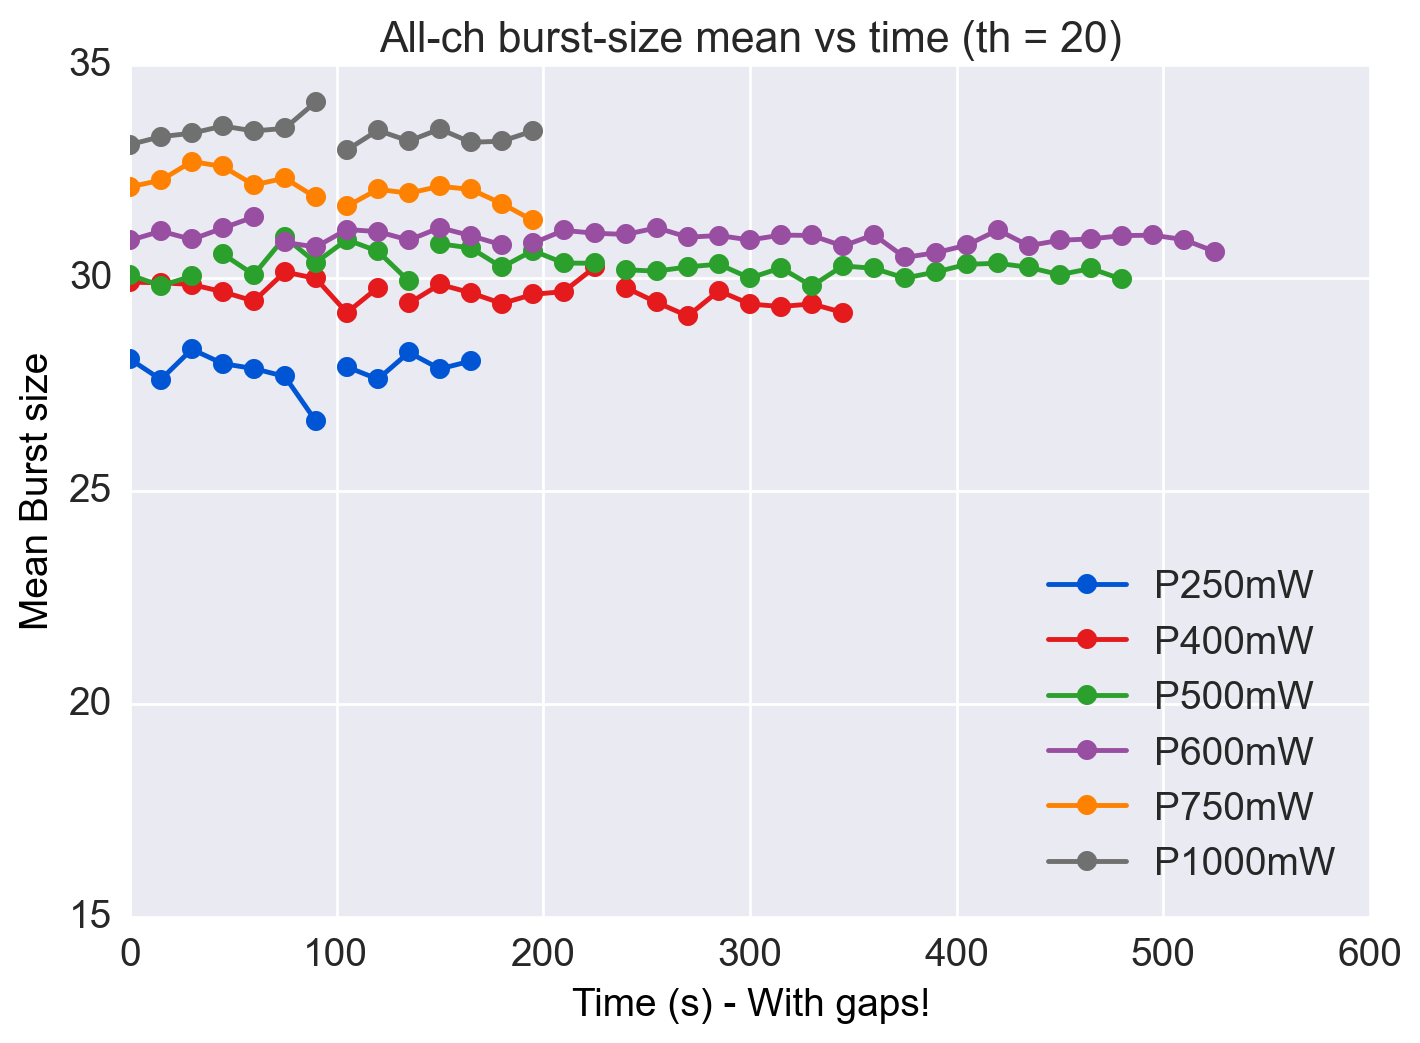 All-ch burst-size mean vs time (th = 20)
35
30
25
20
15
Mean Burst size
P250mW
P400mW
P500mW
P600mW
P750mW
P1000mW
0 100 200 300 400 500 600
Time (s) - With gaps!